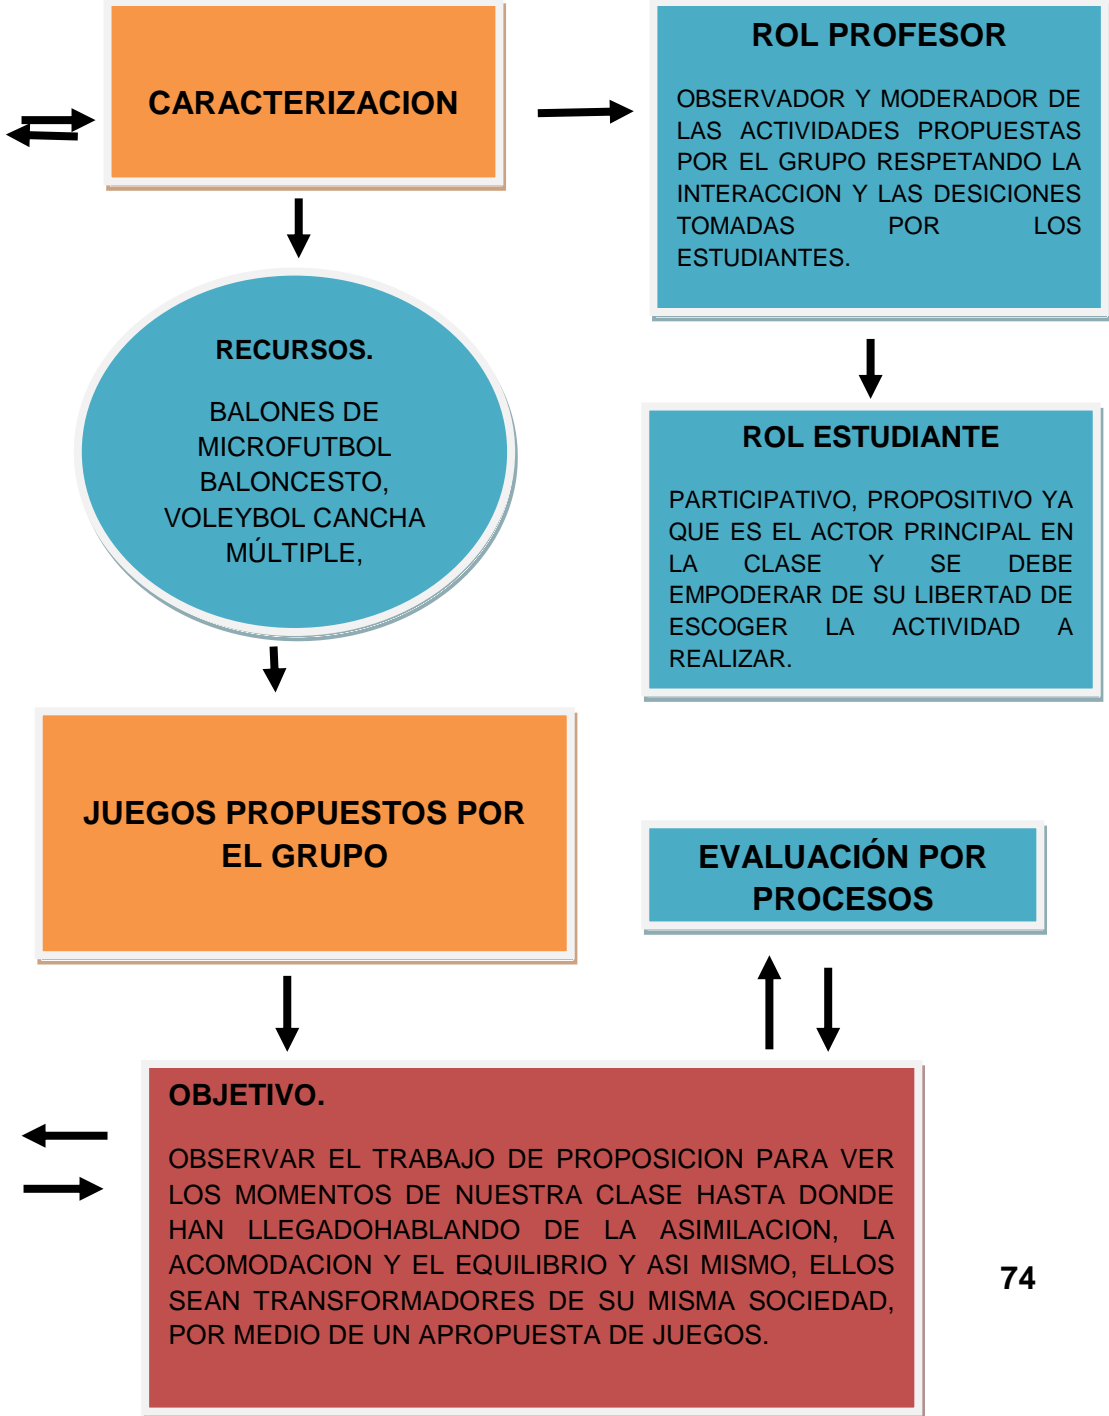 CARACTERIZACION
ROL PROFESOR
OBSERVADOR Y MODERADOR DE
LAS ACTIVIDADES PROPUESTAS
POR EL GRUPO RESPETANDO LA
INTERACCION Y LAS DESICIONES
TOMADAS POR LOS
ESTUDIANTES.
RECURSOS.
BALONES DE
MICROFUTBOL
BALONCESTO,
VOLEYBOL CANCHA
MÚLTIPLE,
ROL ESTUDIANTE
PARTICIPATIVO, PROPOSITIVO YA
QUE ES EL ACTOR PRINCIPAL EN
LA CLASE Y SE DEBE
EMPODERAR DE SU LIBERTAD DE
ESCOGER LA ACTIVIDAD A
REALIZAR.
JUEGOS PROPUESTOS POR
EL GRUPO
EVALUACIÓN POR
PROCESOS
OBJETIVO.
OBSERVAR EL TRABAJO DE PROPOSICION PARA VER
LOS MOMENTOS DE NUESTRA CLASE HASTA DONDE
HAN LLEGADOHABLANDO DE LA ASIMILACION, LA
ACOMODACION Y EL EQUILIBRIO Y ASI MISMO, ELLOS
SEAN TRANSFORMADORES DE SU MISMA SOCIEDAD,
POR MEDIO DE UN APROPUESTA DE JUEGOS.
74